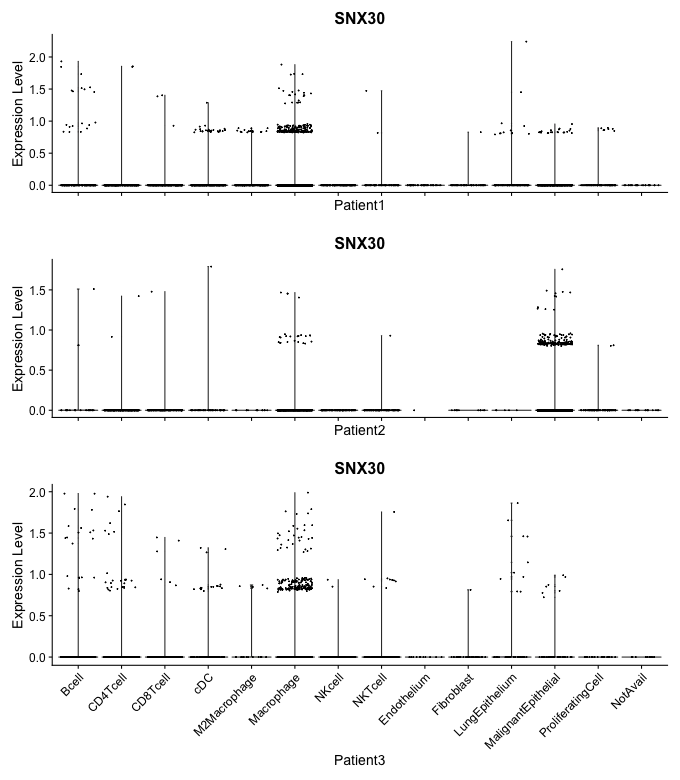 SNX30
Expression Level
2.0
1.5
1.0
0.5
0.0
Patient1
SNX30
Expression Level
1.5
1.0
0.5
0.0
Patient2
SNX30
Expression Level
2.0
1.5
1.0
0.5
0.0
Bcell
CD4Tcell
CD8Tcell
cDC
M2Macrophage
Macrophage
NKcell
NKTcell
Endothelium
Fibroblast
LungEpithelium
MalignantEpithelial
ProliferatingCell
NotAvail
Patient3